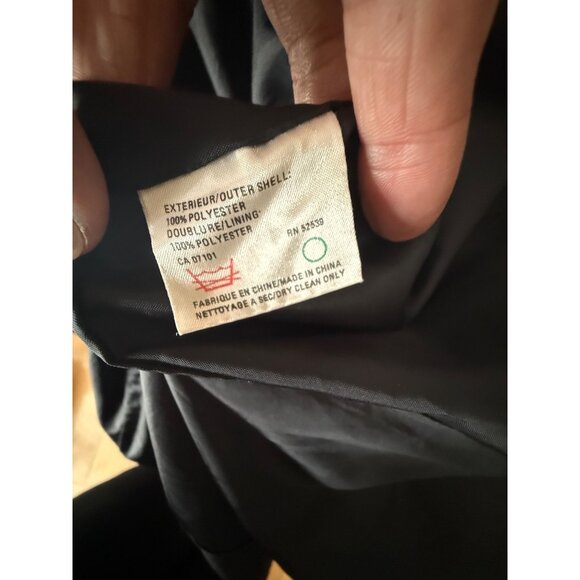 EXTERIEUR/OUTER SHELL:
100% POLYESTER
DOUBLURE/LINING:
100% POLYESTER
CA 07101 RN 52539
FABRIQUE EN CHINE/MADE IN CHINA
NETTOYAGE A SEC/DRY CLEAN ONLY